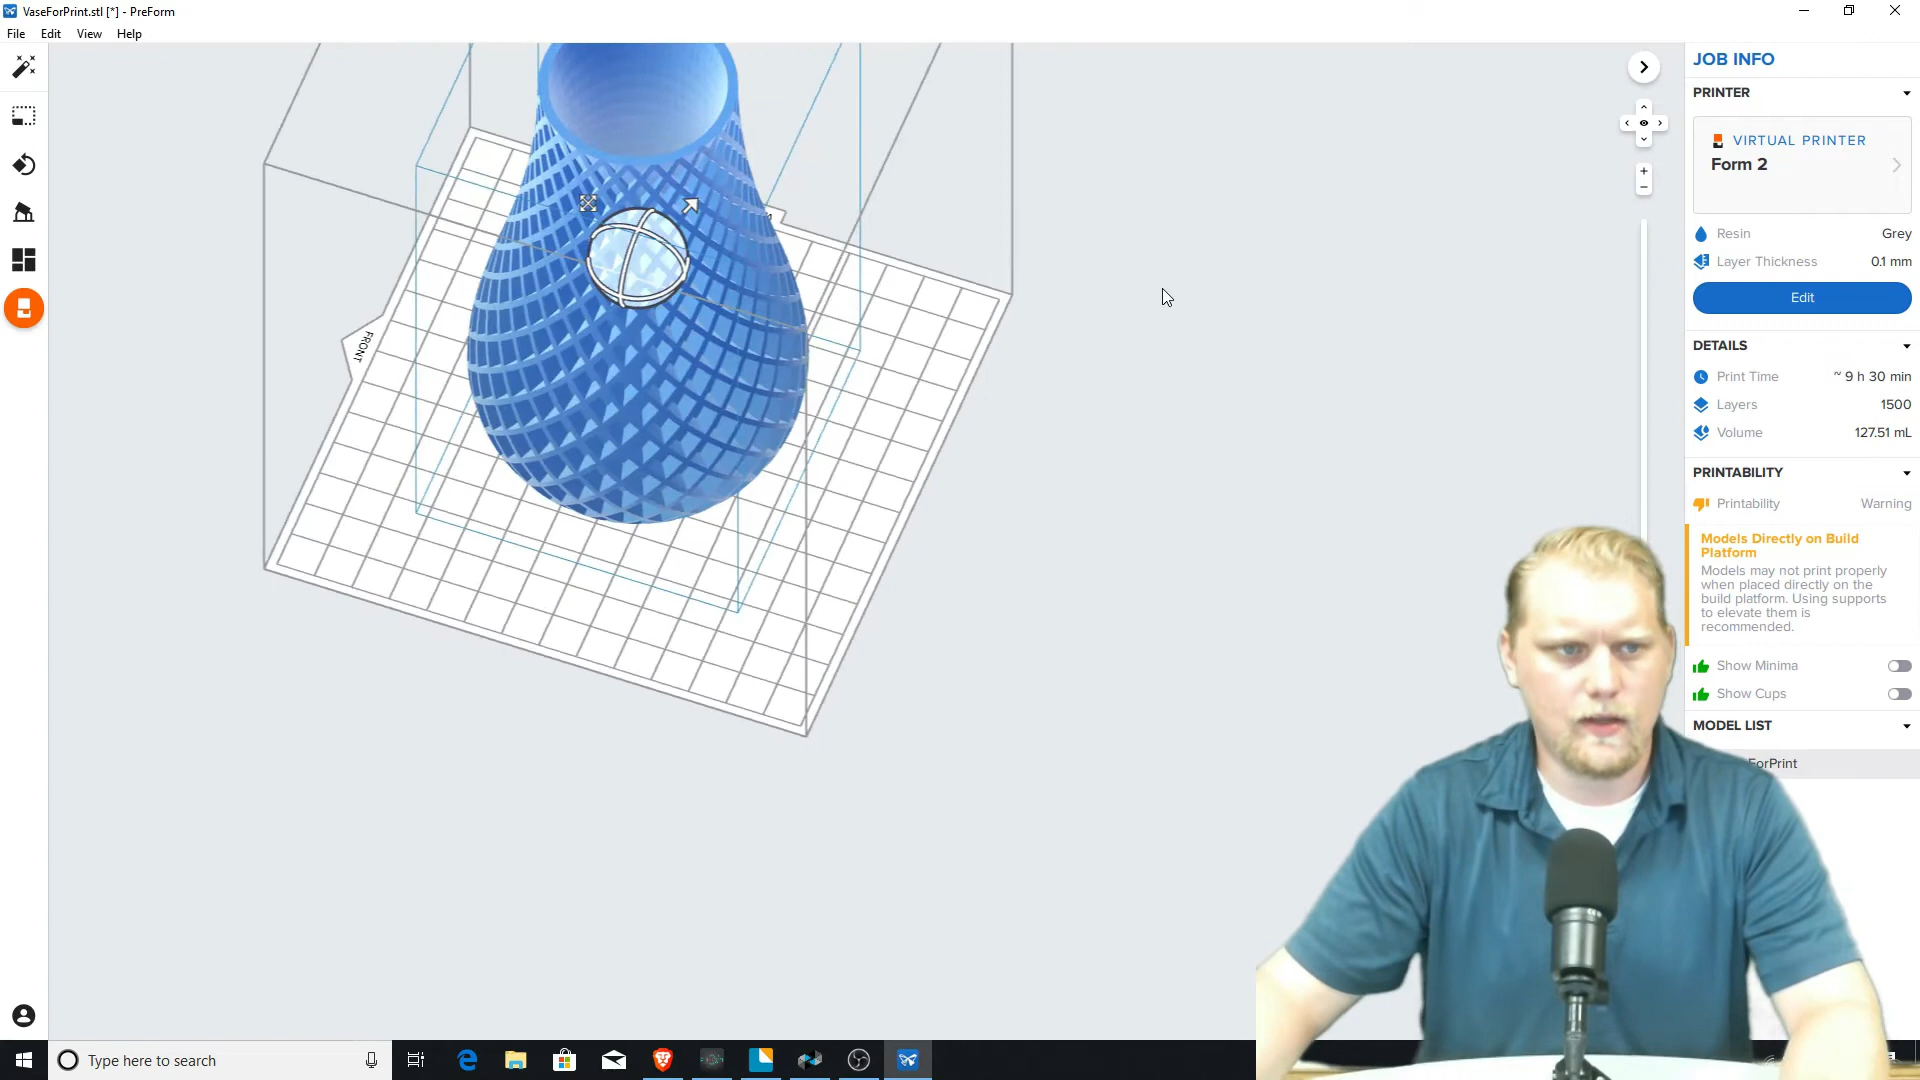 VaseForPrint.stl [*] - PreForm
File Edit View Help
JOB INFO
PRINTER
VIRTUAL PRINTER
Form 2
Resin Grey
Layer Thickness 0.1 mm
Edit
DETAILS
Print Time ~ 9 h 30 min
Layers 1500
Volume 127.51 mL
PRINTABILITY
Printability Warning
Models Directly on Build
Platform
Models may not print properly
when placed directly on the
build platform. Using supports
to elevate them is
recommended.
Show Minima
Show Cups
MODEL LIST
ForPrint
FRONT
Type here to search